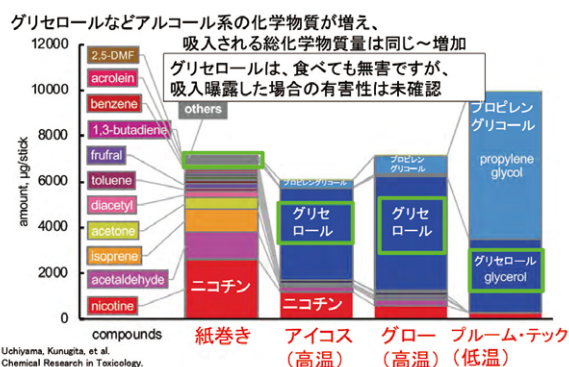 グリセロールなどアルコール系の化学物質が増え、
吸入される総化学物質量は同じ～増加
グリセロールは、食べても無害ですが、
吸入曝露した場合の有害性は未確認
12000
10000
8000
6000
4000
2000
0
amount, μg/stick
2,5-DMF
acrolein
benzene
1,3-butadiene
frufral
toluene
diacetyl
acetone
isoprene
acetaldehyde
nicotine
compounds
others
ニコチン
紙巻き
プロピレングリコール
グリセ
ロール
ニコチン
アイコス
(高温)
プロピレン
グリコール
グリセ
ロール
グロー
(高温)
プロピレン
グリコール
propylene
glycol
グリセロール
glycerol
プルーム・テック
(低温)
Uchiyama, Kunugita, et al.
Chemical Research in Toxicology.